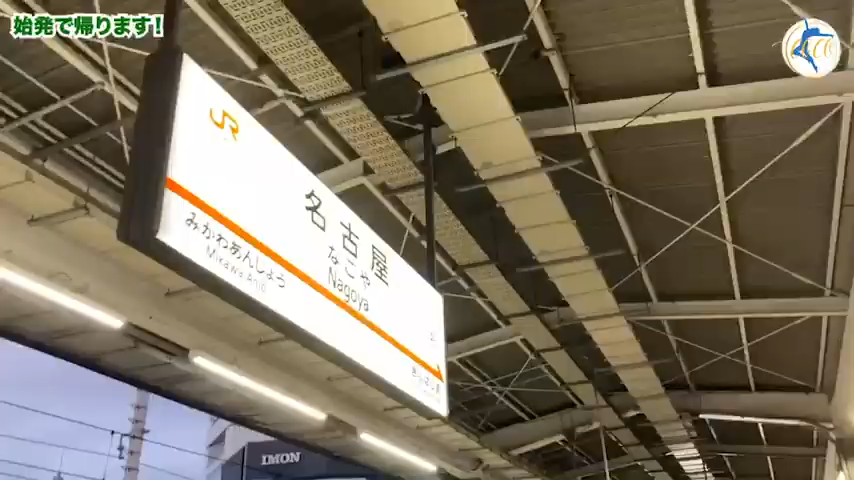 始発で帰ります!
JR
名古屋
なごや
Nagoya
みかわあんじょう
Mikawa-Anjō
IMON